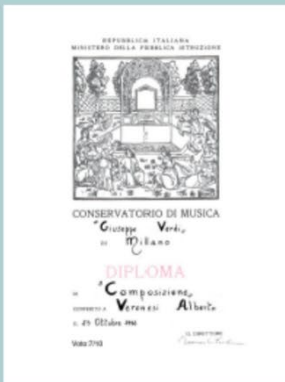 REPUBBLICA ITALIANA
MINISTERO DELLA PUBBLICA ISTRUZIONE
CONSERVATORIO DI MUSICA
"Giuseppe Verdi"
DI Milano
DIPLOMA
DI "Composizione"
CONFERITO A Veronesi Alberto
IL Ottobre
IL DIRETTORE
Voto 7/10